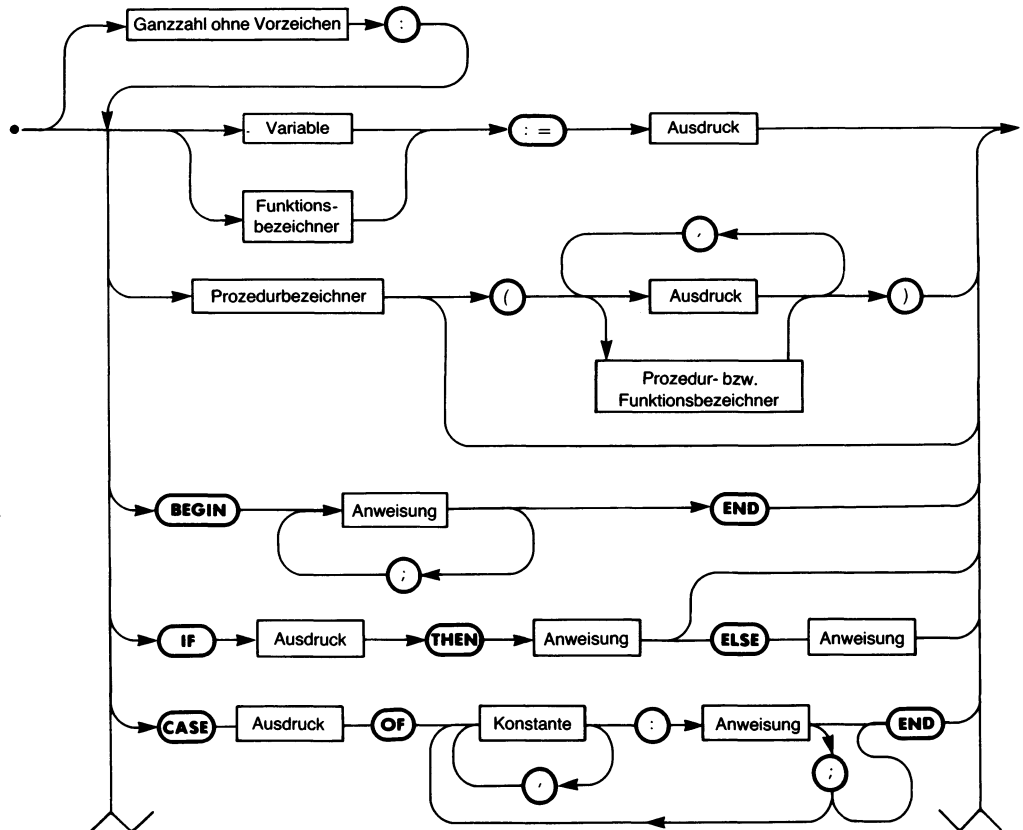 Ganzzahl ohne Vorzeichen :
Variable := Ausdruck
Funktions-
bezeichner
,
Prozedurbezeichner ( Ausdruck )
Prozedur- bzw.
Funktionsbezeichner
BEGIN Anweisung END
;
IF Ausdruck THEN Anweisung ELSE Anweisung
CASE Ausdruck OF Konstante : Anweisung END
, ;